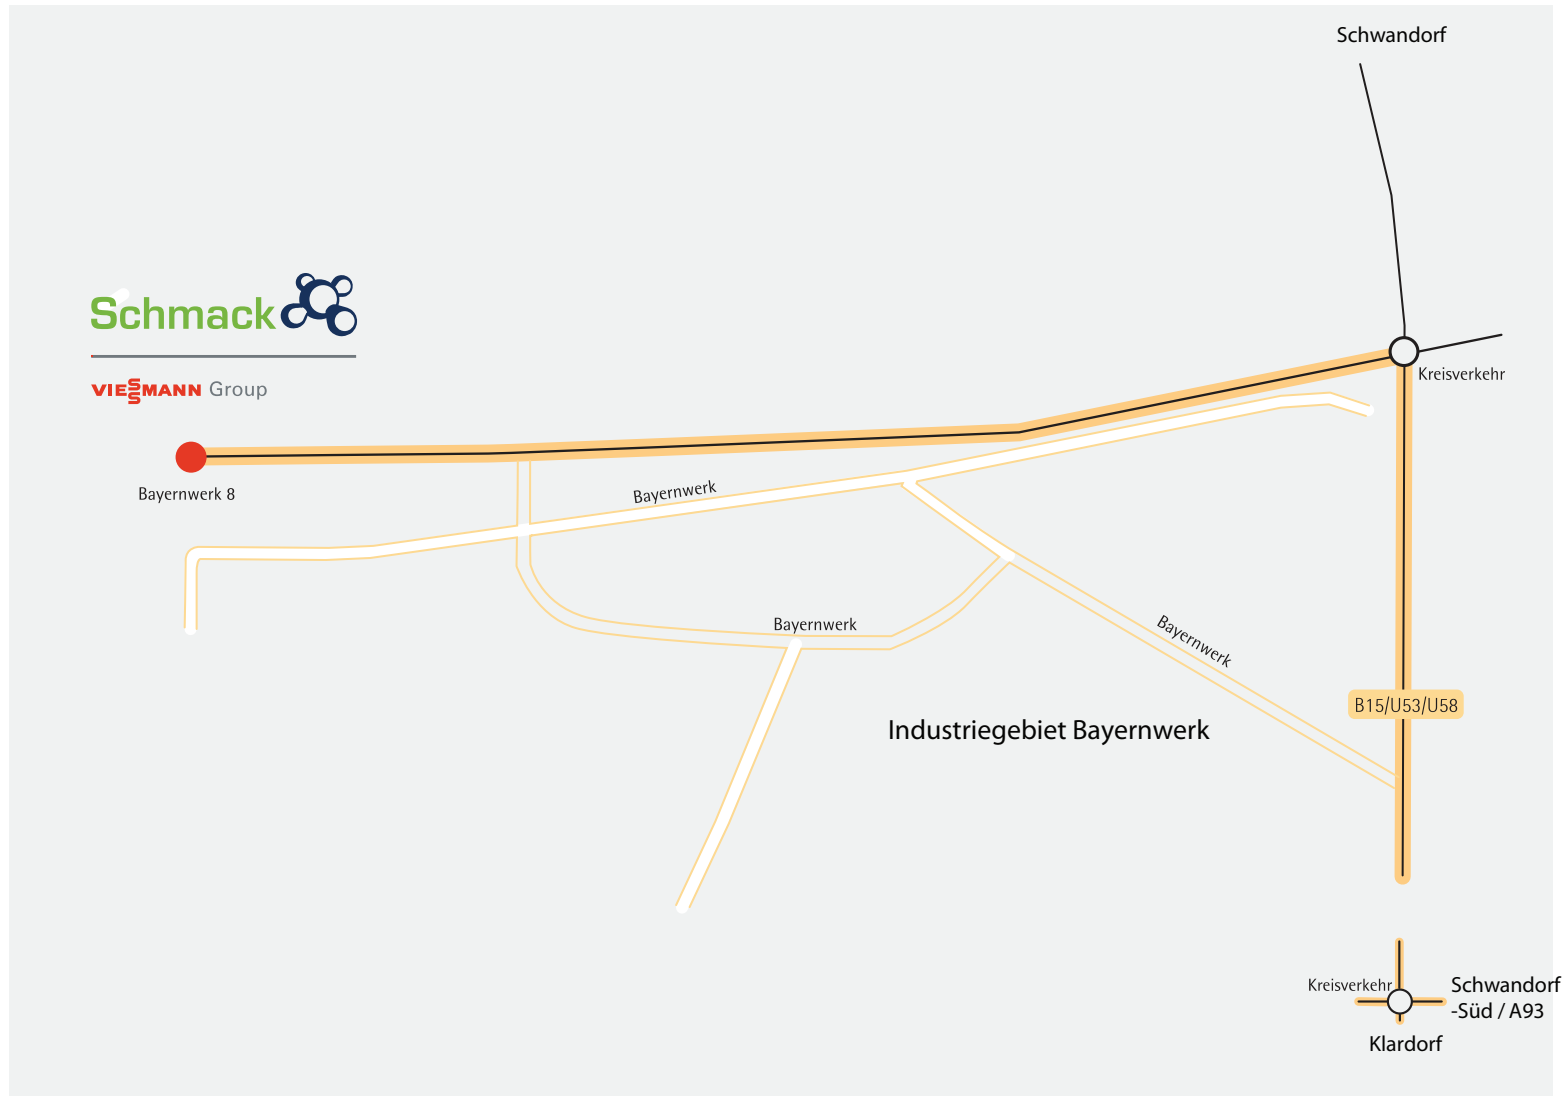 Schwandorf
Schmack
VIESSMANN Group
Kreisverkehr
Bayernwerk 8
Bayernwerk
Bayernwerk
Bayernwerk
B15/U53/U58
Industriegebiet Bayernwerk
Kreisverkehr
Schwandorf
-Süd / A93
Klardorf